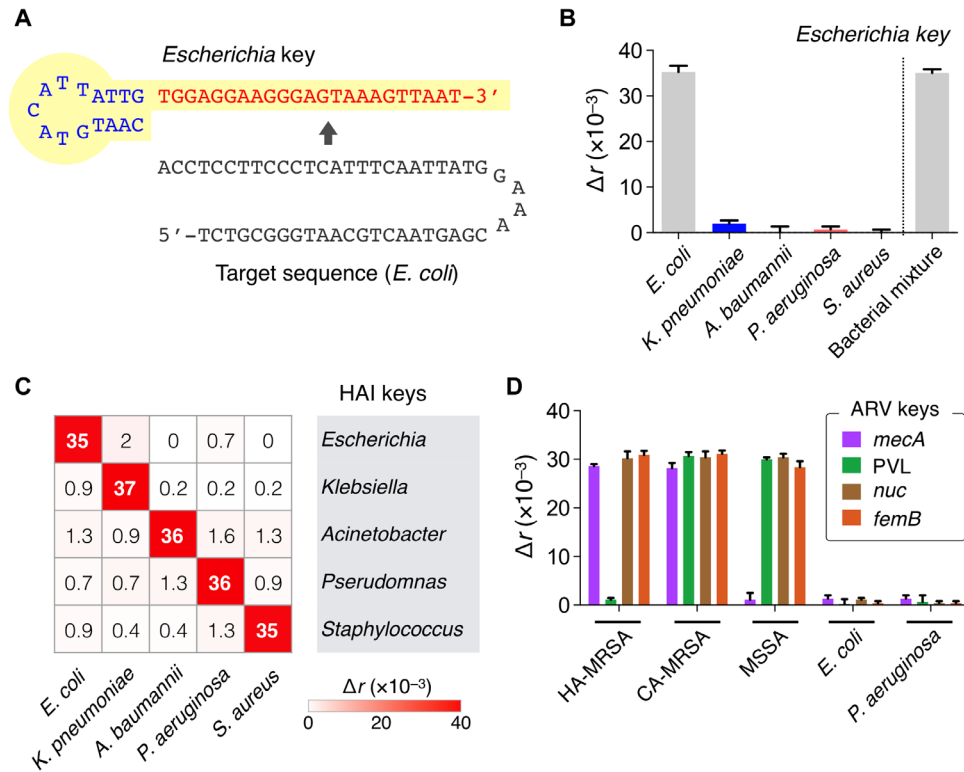 A
Escherichia key
A T T ATTG TGGAGGAAGGGAGTAAAGTTAAT-3′
C
A T G TAAC
ACCTCCTTCCCTCATTTCAATTATG G A A A
5′-TCTGCGGGTAACGTCAATGAGC
Target sequence (E. coli)
B
Escherichia key
Δr (×10⁻³)
40
30
20
10
0
E. coli
K. pneumoniae
A. baumannii
P. aeruginosa
S. aureus
Bacterial mixture
C
HAI keys
35 2 0 0.7 0 Escherichia
0.9 37 0.2 0.2 0.2 Klebsiella
1.3 0.9 36 1.6 1.3 Acinetobacter
0.7 0.7 1.3 36 0.9 Pserudomnas
0.9 0.4 0.4 1.3 35 Staphylococcus
E. coli
K. pneumoniae
A. baumannii
P. aeruginosa
S. aureus
Δr (×10⁻³)
0 20 40
D
ARV keys
mecA
PVL
nuc
femB
Δr (×10⁻³)
40
30
20
10
0
HA-MRSA
CA-MRSA
MSSA
E. coli
P. aeruginosa